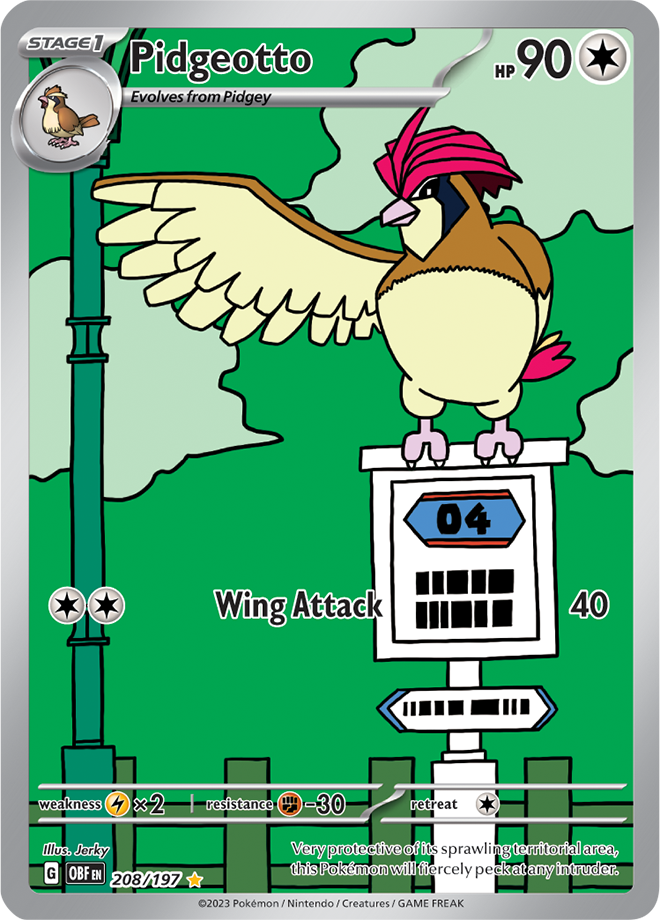 STAGE1
Pidgeotto
HP 90
Evolves from Pidgey
04
Wing Attack 40
weakness ×2 resistance -30 retreat
Illus. Jerky
Very protective of its sprawling territorial area,
this Pokémon will fiercely peck at any intruder.
G OBF EN 208/197
©2023 Pokémon / Nintendo / Creatures / GAME FREAK